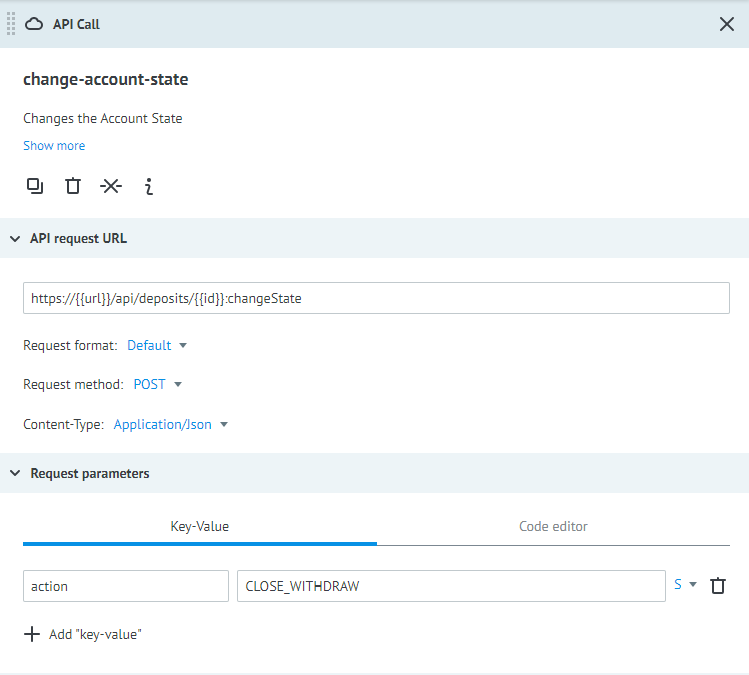 API Call
change-account-state
Changes the Account State
Show more
API request URL
https://{{url}}/api/deposits/{{id}}:changeState
Request format: Default
Request method: POST
Content-Type: Application/Json
Request parameters
Key-Value Code editor
action CLOSE_WITHDRAW S
Add "key-value"